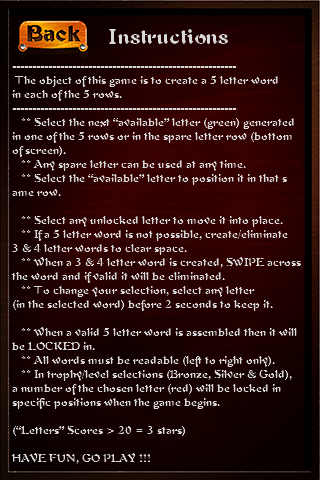 Back Instructions
----------------------------------------------------
The object of this game is to create a 5 letter word
in each of the 5 rows.
----------------------------------------------------
** Select the next “available” letter (green) generated
in one of the 5 rows or in the spare letter row (bottom
of screen).
** Any spare letter can be used at any time.
** Select the “available” letter to position it in that s
ame row.
** Select any unlocked letter to move it into place.
** If a 5 letter word is not possible, create/eliminate
3 & 4 letter words to clear space.
** When a 3 & 4 letter word is created, SWIPE across
the word and if valid it will be eliminated.
** To change your selection, select any letter
(in the selected word) before 2 seconds to keep it.
** When a valid 5 letter word is assembled then it will
be LOCKED in.
** All words must be readable (left to right only).
** In trophy/level selections (Bronze, Silver & Gold),
a number of the chosen letter (red) will be locked in
specific positions when the game begins.
(“Letters” Scores > 20 = 3 stars)
HAVE FUN, GO PLAY !!!